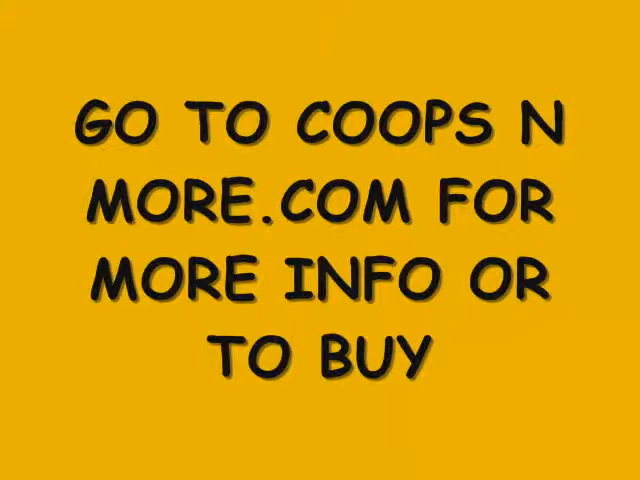 GO TO COOPS N
MORE.COM FOR
MORE INFO OR
TO BUY